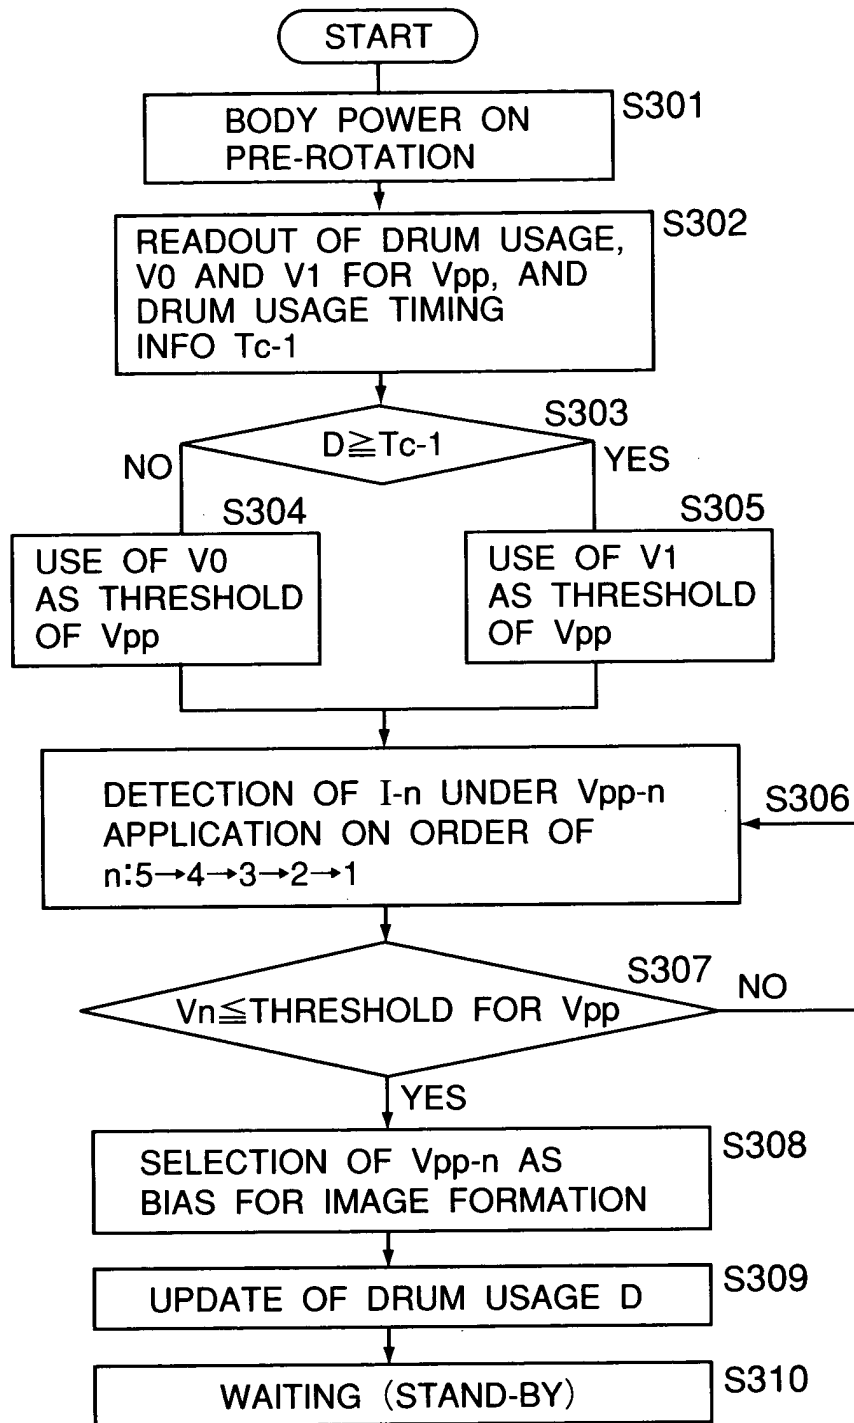 START
S301
BODY POWER ON
PRE-ROTATION
S302
READOUT OF DRUM USAGE,
V0 AND V1 FOR Vpp, AND
DRUM USAGE TIMING
INFO Tc-1
S303
D≧Tc-1
NO
YES
S304
USE OF V0
AS THRESHOLD
OF Vpp
S305
USE OF V1
AS THRESHOLD
OF Vpp
S306
DETECTION OF I-n UNDER Vpp-n
APPLICATION ON ORDER OF
n:5→4→3→2→1
S307
Vn≦THRESHOLD FOR Vpp
NO
YES
S308
SELECTION OF Vpp-n AS
BIAS FOR IMAGE FORMATION
S309
UPDATE OF DRUM USAGE D
S310
WAITING (STAND-BY)